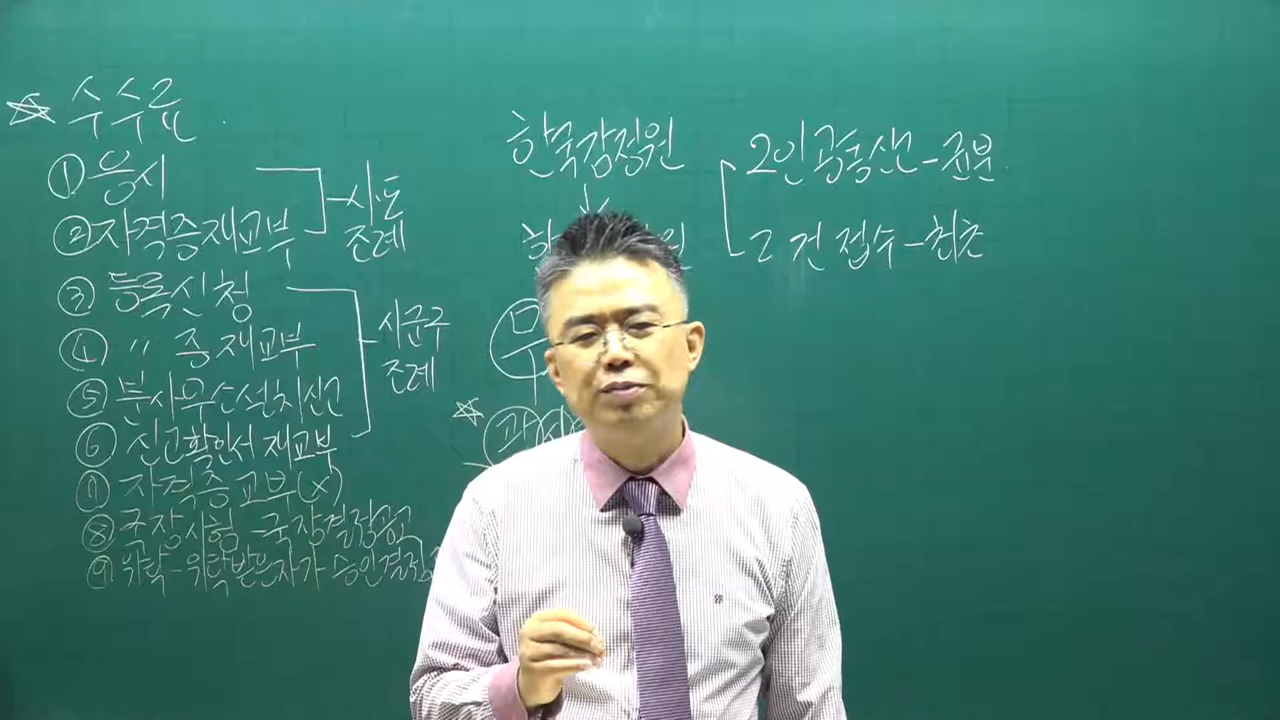 ☆ 수수료.
① 응시
② 자격증재교부
시·도
조례
③ 등록신청
④ 〃 증재교부
⑤ 분사무소설치신고
⑥ 신고확인서 재교부
시군구
조례
⑦ 자격증 교부(x)
⑧ 국장시험 - 국장결정공고
⑨ 위탁 - 위탁받은자가 승인결정
한국감정원
↓
원
2인공동상 -
2건 접수 - 최초
☆